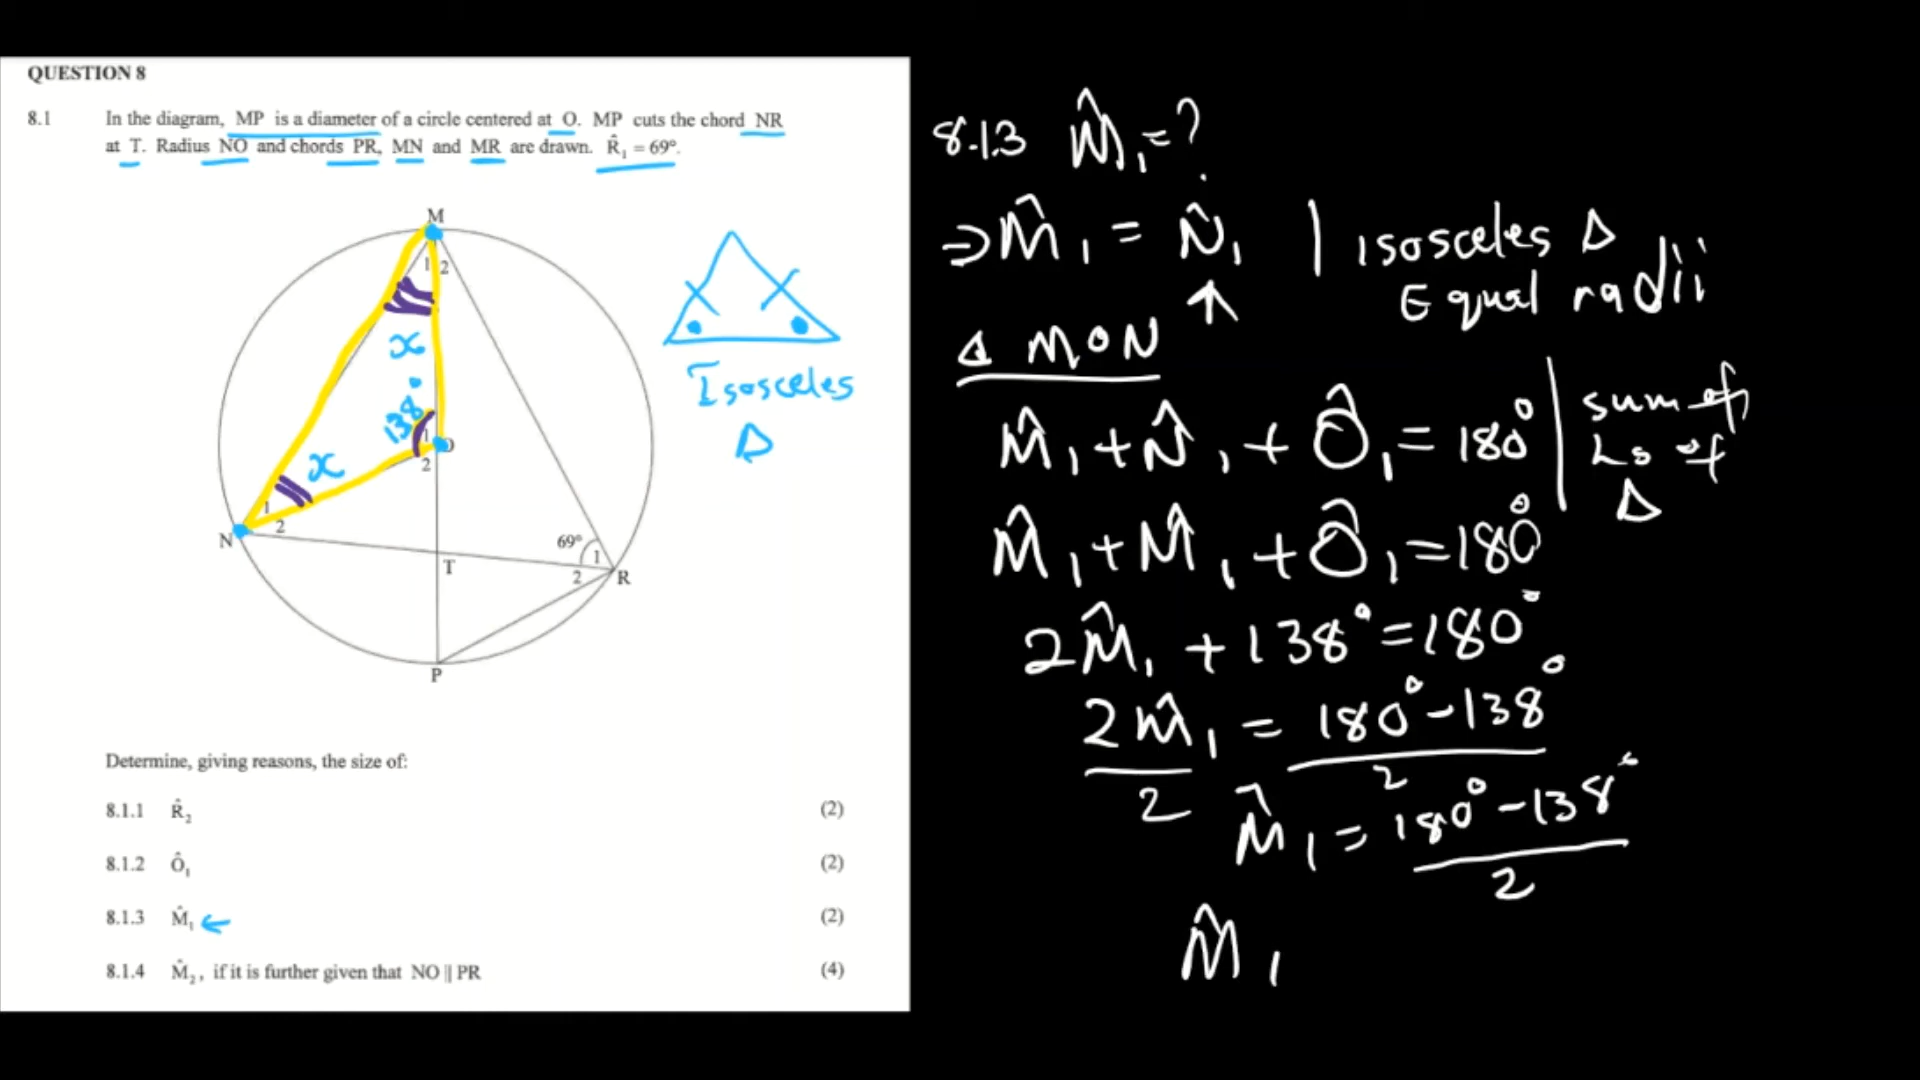 QUESTION 8
8.1 In the diagram, MP is a diameter of a circle centered at O. MP cuts the chord NR
at T. Radius NO and chords PR, MN and MR are drawn. R̂₁ = 69°.
M
1 2
x
138°
1 O
2
x
1
2
N
T
69°
1
2
R
P
Isosceles
Δ
Determine, giving reasons, the size of:
8.1.1 R̂₂ (2)
8.1.2 Ô₁ (2)
8.1.3 M̂₁ (2)
8.1.4 M̂₂, if it is further given that NO || PR (4)
8.1.3 M̂₁ = ?
⇒ M̂₁ = N̂₁ | Isosceles Δ
Equal radii
Δ MON
M̂₁ + N̂₁ + Ô₁ = 180° | sum of
∠s of
Δ
M̂₁ + M̂₁ + Ô₁ = 180°
2M̂₁ + 138° = 180°
2M̂₁ = 180° - 138°
2 2
M̂₁ = 180° - 138°
2
M̂₁